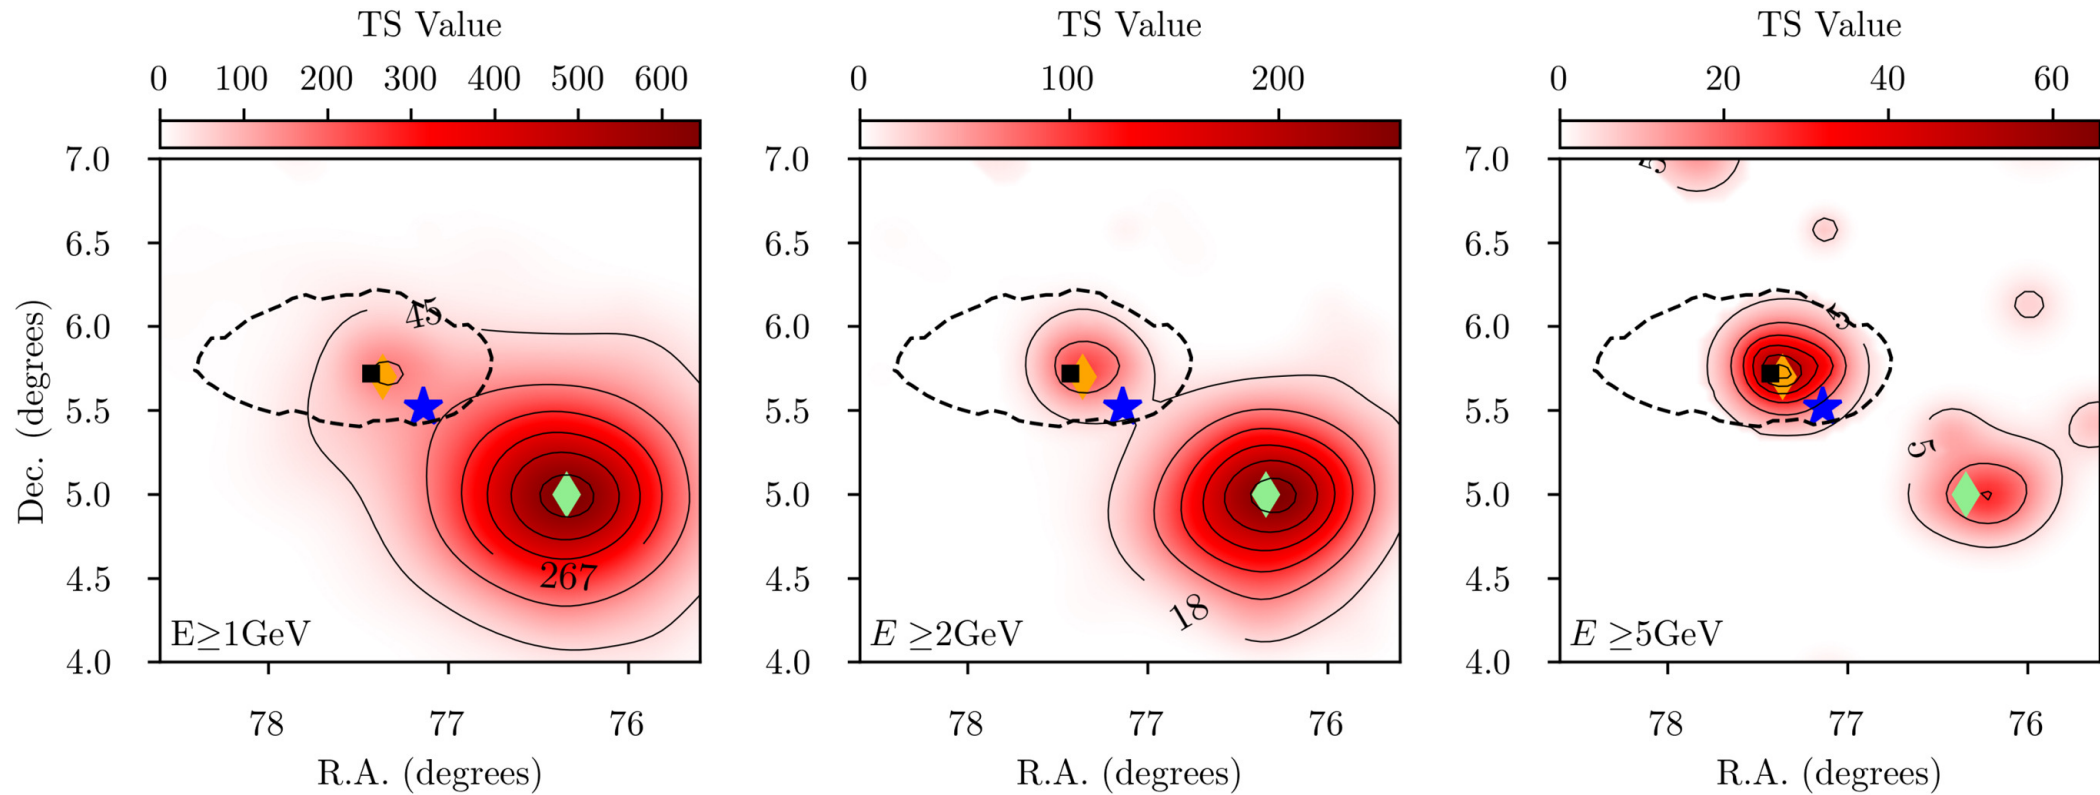 TS Value
0 100 200 300 400 500 600
7.0
6.5
6.0
5.5
5.0
4.5
4.0
Dec. (degrees)
45
267
E≥1GeV
78 77 76
R.A. (degrees)
TS Value
0 100 200
7.0
6.5
6.0
5.5
5.0
4.5
4.0
18
E ≥2GeV
78 77 76
R.A. (degrees)
TS Value
0 20 40 60
7.0
6.5
6.0
5.5
5.0
4.5
4.0
5
5
5
E ≥5GeV
78 77 76
R.A. (degrees)